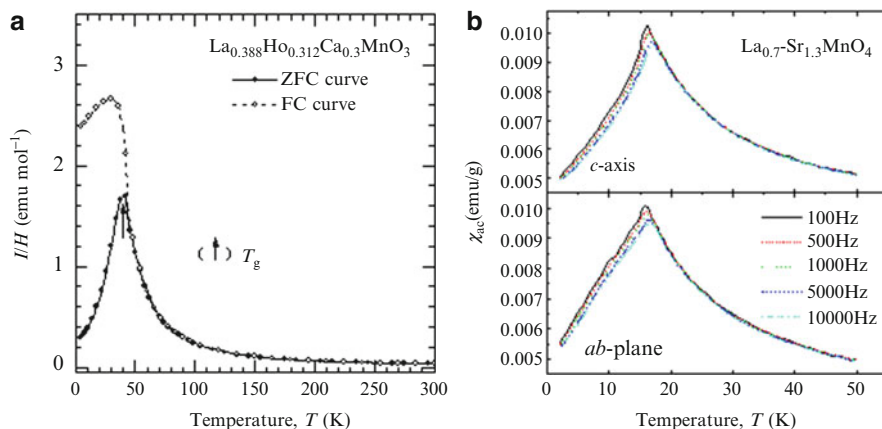 a
La0.388Ho0.312Ca0.3MnO3
ZFC curve
FC curve
( ) Tg
I/H (emu mol−1)
3
2
1
0
0 50 100 150 200 250 300
Temperature, T (K)
b
La0.7-Sr1.3MnO4
0.010
0.009
0.008
0.007
0.006
0.005
c-axis
χac(emu/g)
0.010
0.009
0.008
0.007
0.006
0.005
100Hz
500Hz
1000Hz
5000Hz
10000Hz
ab-plane
0 10 20 30 40 50
Temperature, T (K)